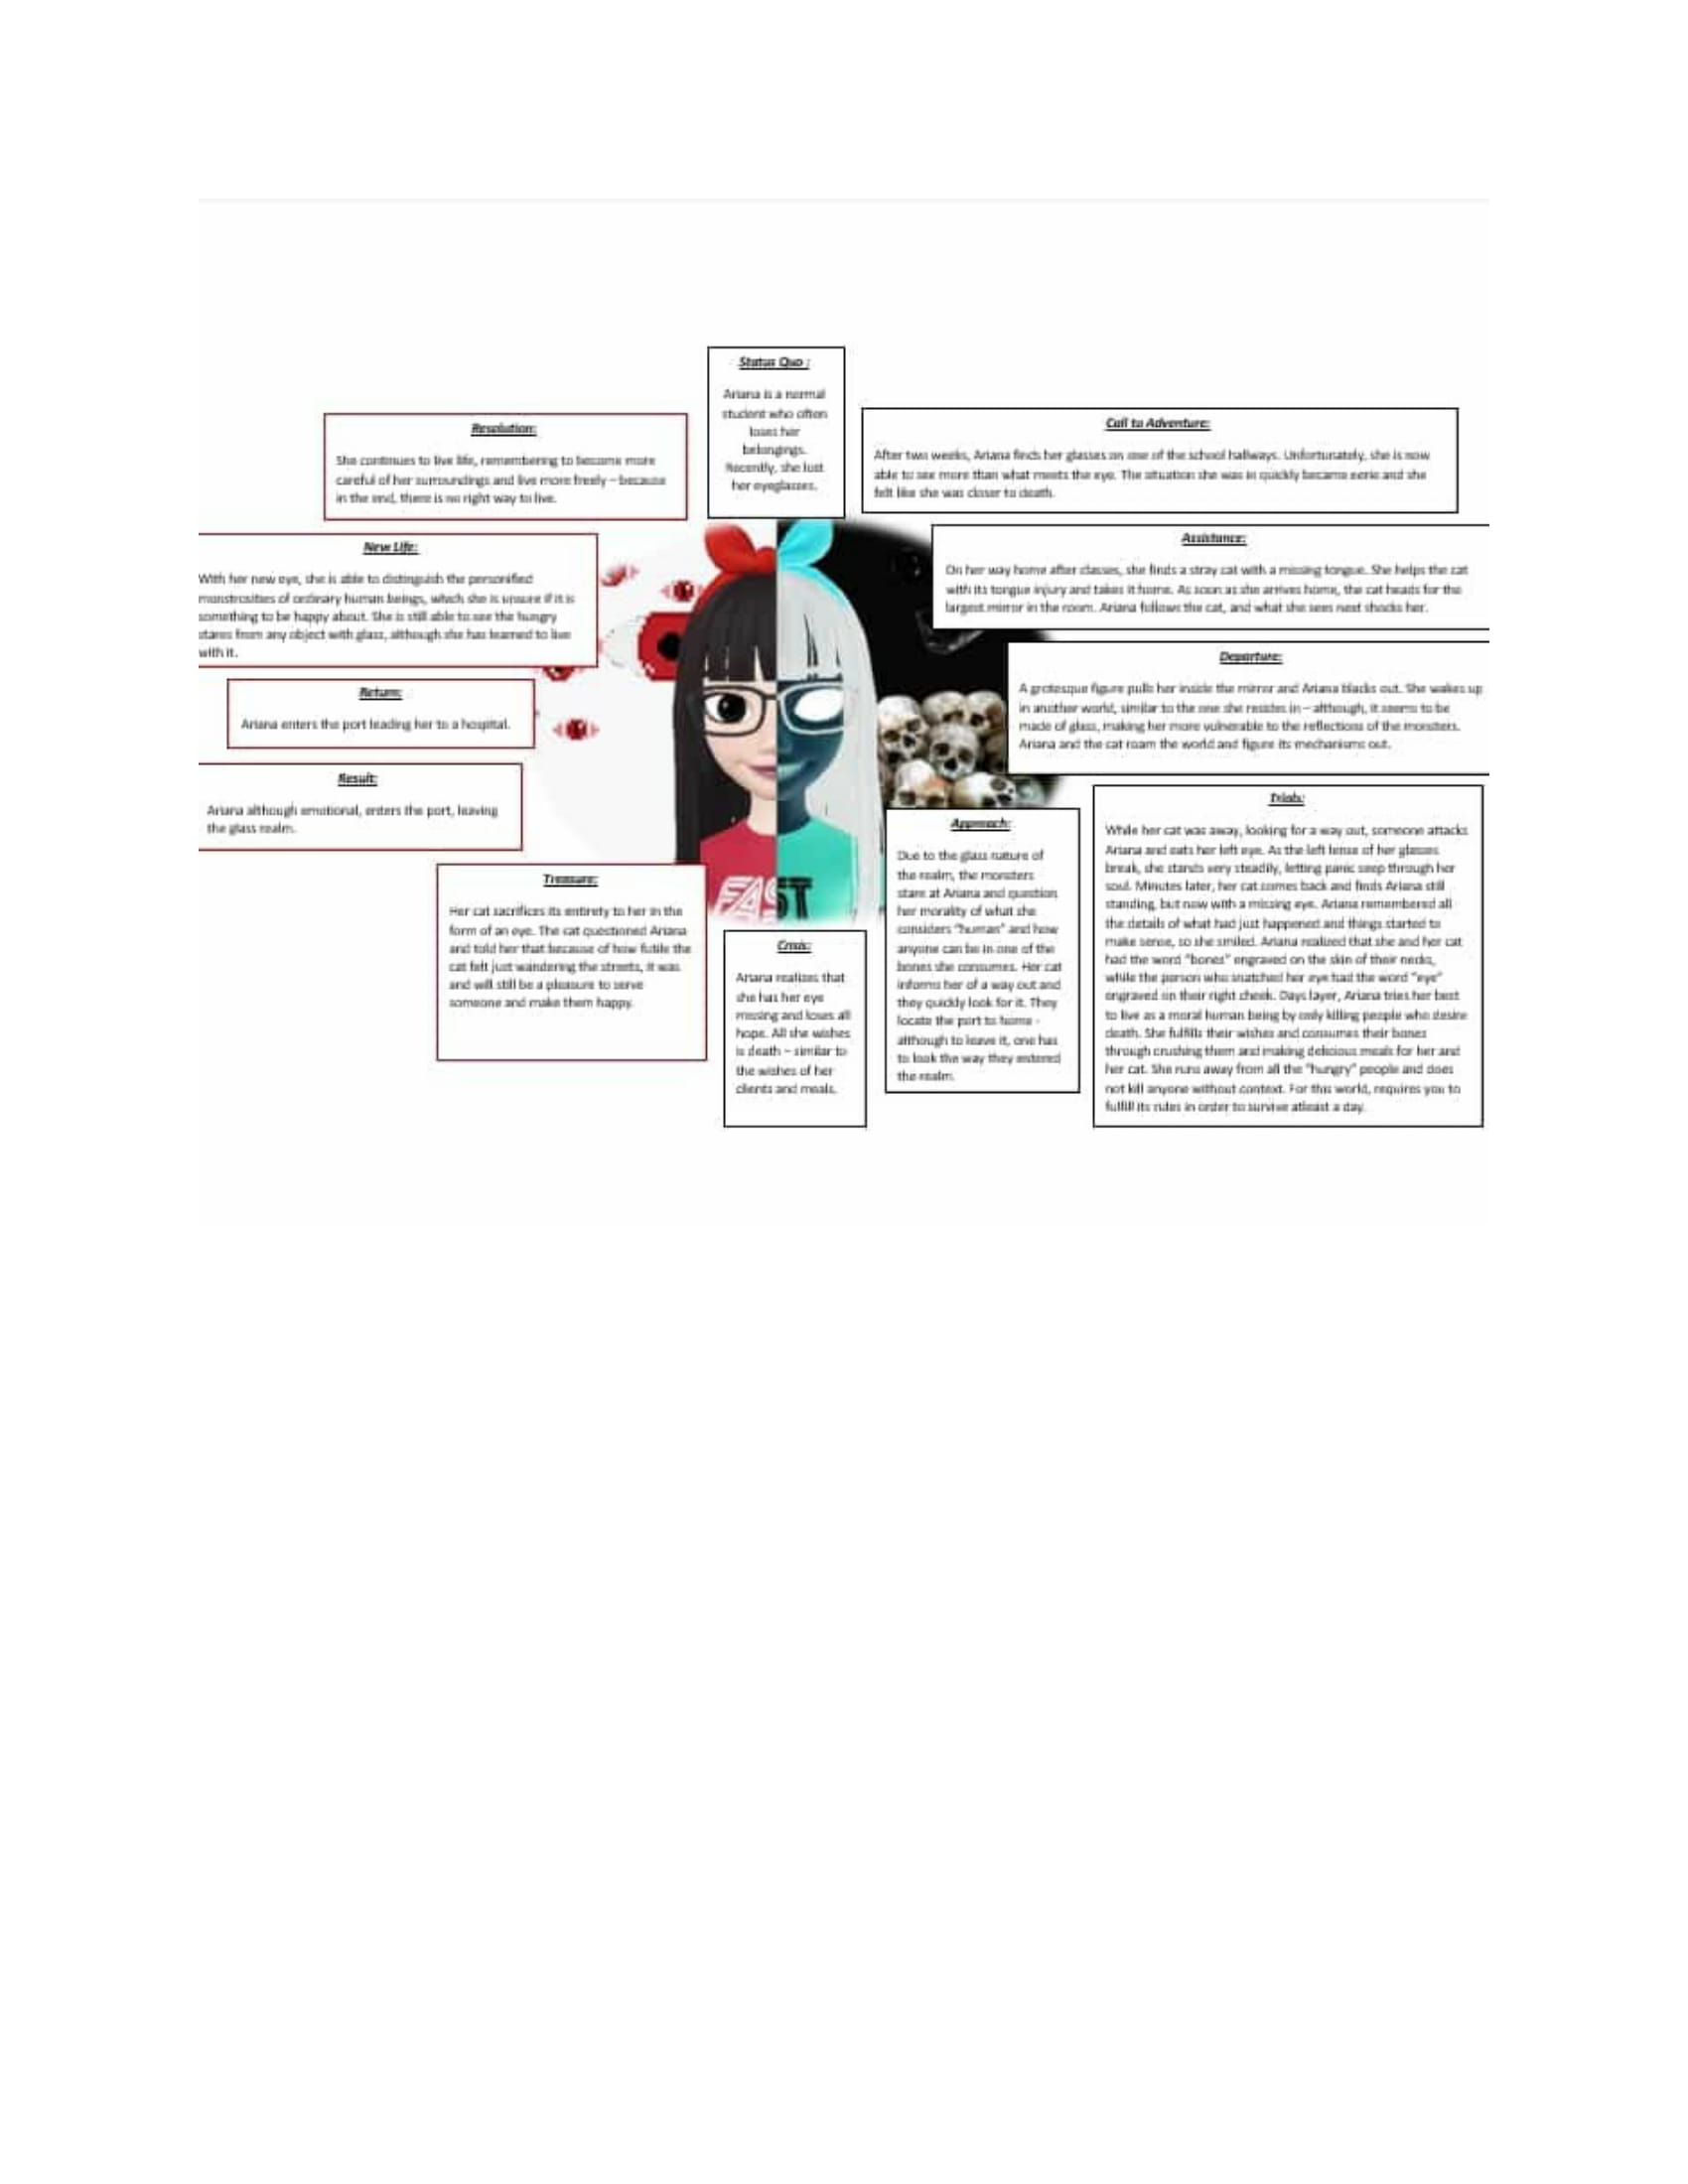 Status Quo :
Ariana is a normal
student who often
loses her
belongings.
Recently, she lost
her eyeglasses.
Call to Adventure:
After two weeks, Ariana finds her glasses on one of the school hallways. Unfortunately, she is now
able to see more than what meets the eye. The situation she was in quickly became eerie and she
felt like she was closer to death.
Assistance:
On her way home after classes, she finds a stray cat with a missing tongue. She helps the cat
with its tongue injury and takes it home. As soon as she arrives home, the cat heads for the
largest mirror in the room. Ariana follows the cat, and what she sees next shocks her.
Departure:
A grotesque figure pulls her inside the mirror and Ariana blacks out. She wakes up
in another world, similar to the one she resides in – although, it seems to be
made of glass, making her more vulnerable to the reflections of the monsters.
Ariana and the cat roam the world and figure its mechanisms out.
Trials:
While her cat was away, looking for a way out, someone attacks
Ariana and eats her left eye. As the left lense of her glasses
break, she stands very steadily, letting panic seep through her
soul. Minutes later, her cat comes back and finds Ariana still
standing, but now with a missing eye. Ariana remembered all
the details of what had just happened and things started to
make sense, so she smiled. Ariana realized that she and her cat
had the word "bones" engraved on the skin of their necks,
while the person who snatched her eye had the word "eye"
engraved on their right cheek. Days layer, Ariana tries her best
to live as a moral human being by only killing people who desire
death. She fulfills their wishes and consumes their bones
through crushing them and making delicious meals for her and
her cat. She runs away from all the "hungry" people and does
not kill anyone without context. For this world, requires you to
fulfill its rules in order to survive atleast a day.
Approach:
Due to the glass nature of
the realm, the monsters
stare at Ariana and question
her morality of what she
considers "human" and how
anyone can be in one of the
bones she consumes. Her cat
informs her of a way out and
they quickly look for it. They
locate the port to home -
although to leave it, one has
to look the way they entered
the realm.
Crisis:
Ariana realizes that
she has her eye
missing and loses all
hope. All she wishes
is death – similar to
the wishes of her
clients and meals.
Treasure:
Her cat sacrifices its entirety to her in the
form of an eye. The cat questioned Ariana
and told her that because of how futile the
cat felt just wandering the streets, it was
and will still be a pleasure to serve
someone and make them happy.
Result:
Ariana although emotional, enters the port, leaving
the glass realm.
Return:
Ariana enters the port leading her to a hospital.
New Life:
With her new eye, she is able to distinguish the personified
monstrosities of ordinary human beings, which she is unsure if it is
something to be happy about. She is still able to see the hungry
stares from any object with glass, although she has learned to live
with it.
Resolution:
She continues to live life, remembering to become more
careful of her surroundings and live more freely – because
in the end, there is no right way to live.
FAST